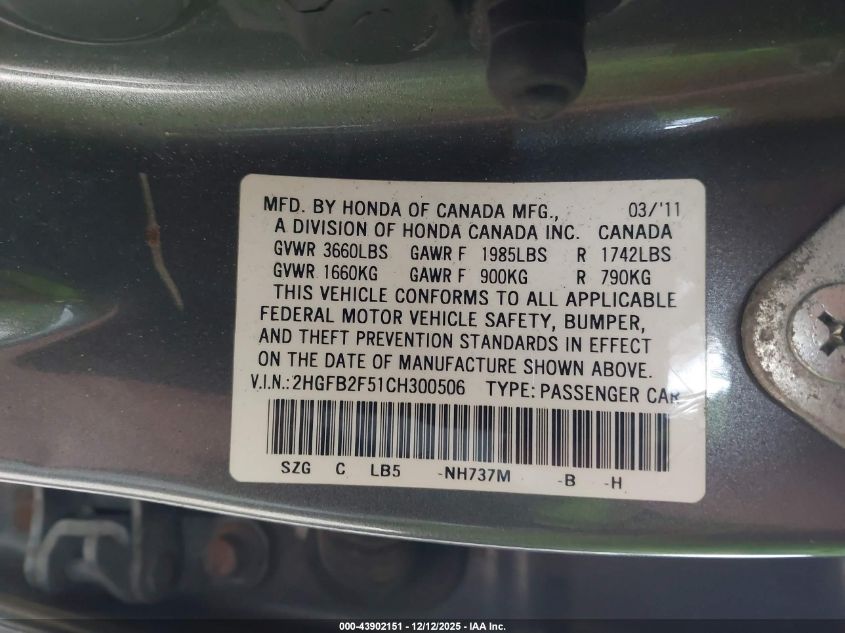 MFD. BY HONDA OF CANADA MFG., 03/'11
A DIVISION OF HONDA CANADA INC. CANADA
GVWR 3660LBS GAWR F 1985LBS R 1742LBS
GVWR 1660KG GAWR F 900KG R 790KG
THIS VEHICLE CONFORMS TO ALL APPLICABLE
FEDERAL MOTOR VEHICLE SAFETY, BUMPER,
AND THEFT PREVENTION STANDARDS IN EFFECT
ON THE DATE OF MANUFACTURE SHOWN ABOVE.
V.I.N.:2HGFB2F51CH300506 TYPE: PASSENGER CAR
SZG C LB5 -NH737M -B -H
000-43902151 - 12/12/2025 - IAA Inc.